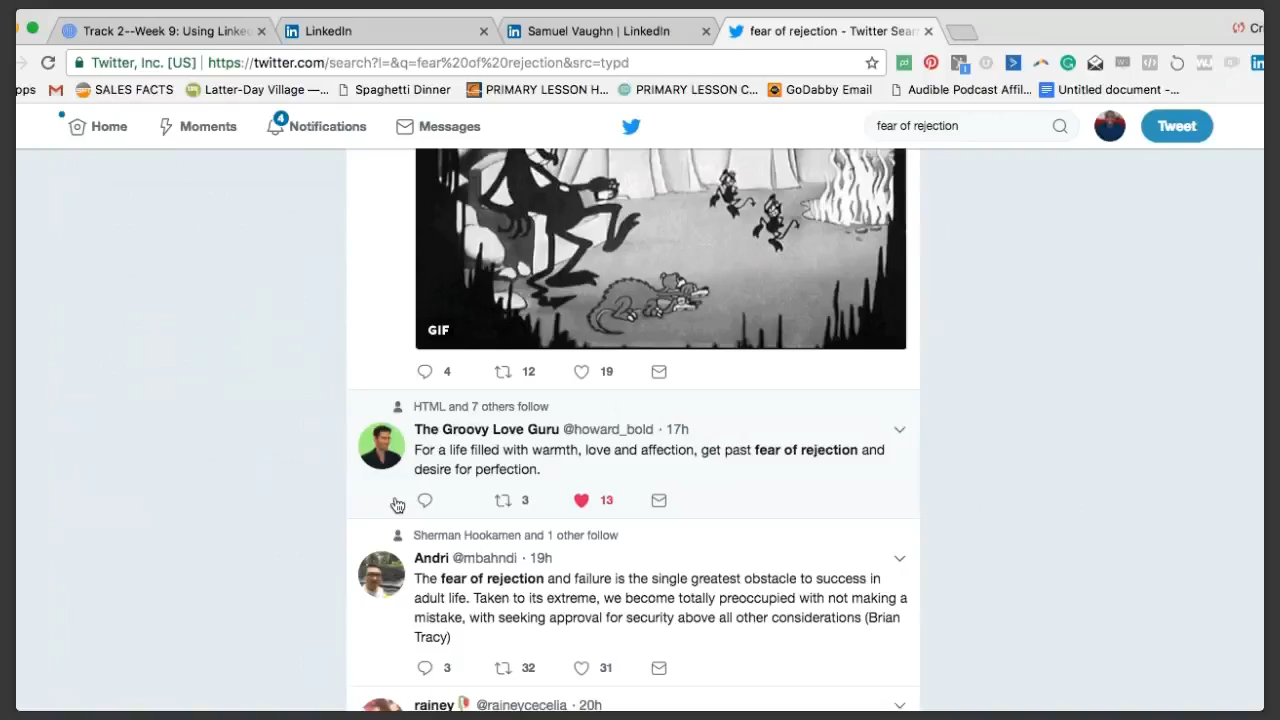 Track 2--Week 9: Using Linked
LinkedIn
Samuel Vaughn | LinkedIn
fear of rejection - Twitter Sear
Cr
Twitter, Inc. [US] | https://twitter.com/search?l=&q=fear%20of%20rejection&src=typd
pps
SALES FACTS
Latter-Day Village —...
Spaghetti Dinner
PRIMARY LESSON H...
PRIMARY LESSON C...
GoDabby Email
Audible Podcast Affil...
Untitled document -...
Home
Moments
4
Notifications
Messages
fear of rejection
Tweet
GIF
4 12 19
HTML and 7 others follow
The Groovy Love Guru @howard_bold · 17h
For a life filled with warmth, love and affection, get past fear of rejection and
desire for perfection.
3 13
Sherman Hookamen and 1 other follow
Andri @mbahndi · 19h
The fear of rejection and failure is the single greatest obstacle to success in
adult life. Taken to its extreme, we become totally preoccupied with not making a
mistake, with seeking approval for security above all other considerations (Brian
Tracy)
3 32 31
rainey @raineycecelia · 20h